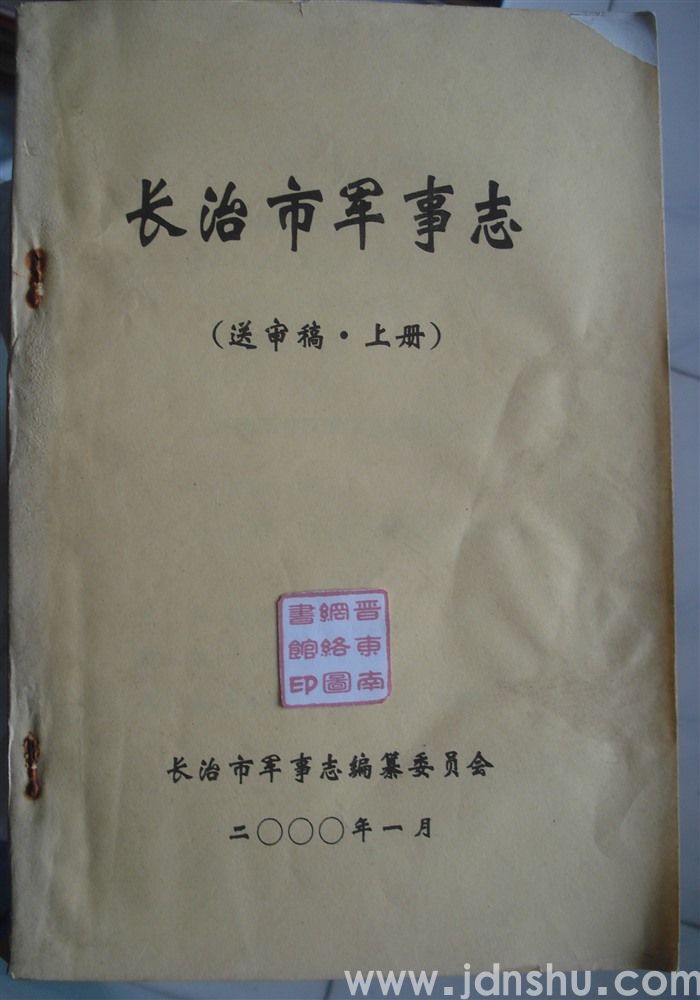 长治市军事志
（送审稿·上册）
晋東南
網絡圖
書館印
长治市军事志编纂委员会
二〇〇〇年一月
www.jdnshu.com